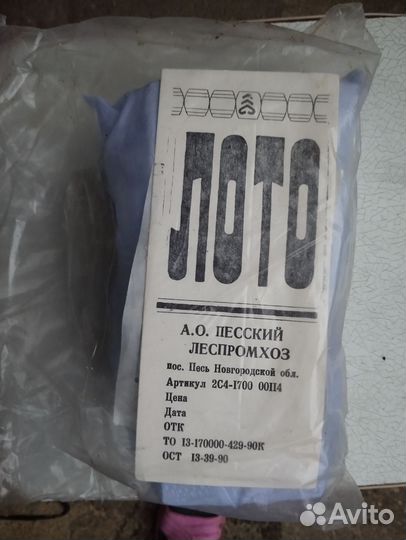 ЛОТО
А.О. ПЕССКИЙ
ЛЕСПРОМХОЗ
пос. Песь Новгородской обл.
Артикул 2С4-1700 00П4
Цена
Дата
ОТК
ТО 13-170000-429-90К
ОСТ 13-39-90
Avito